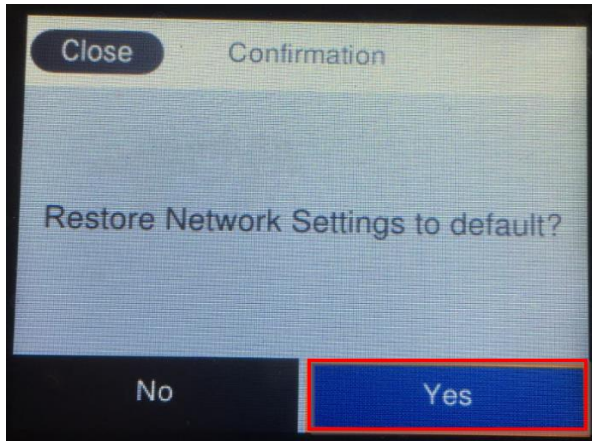 Close
Confirmation
Restore Network Settings to default?
No
Yes